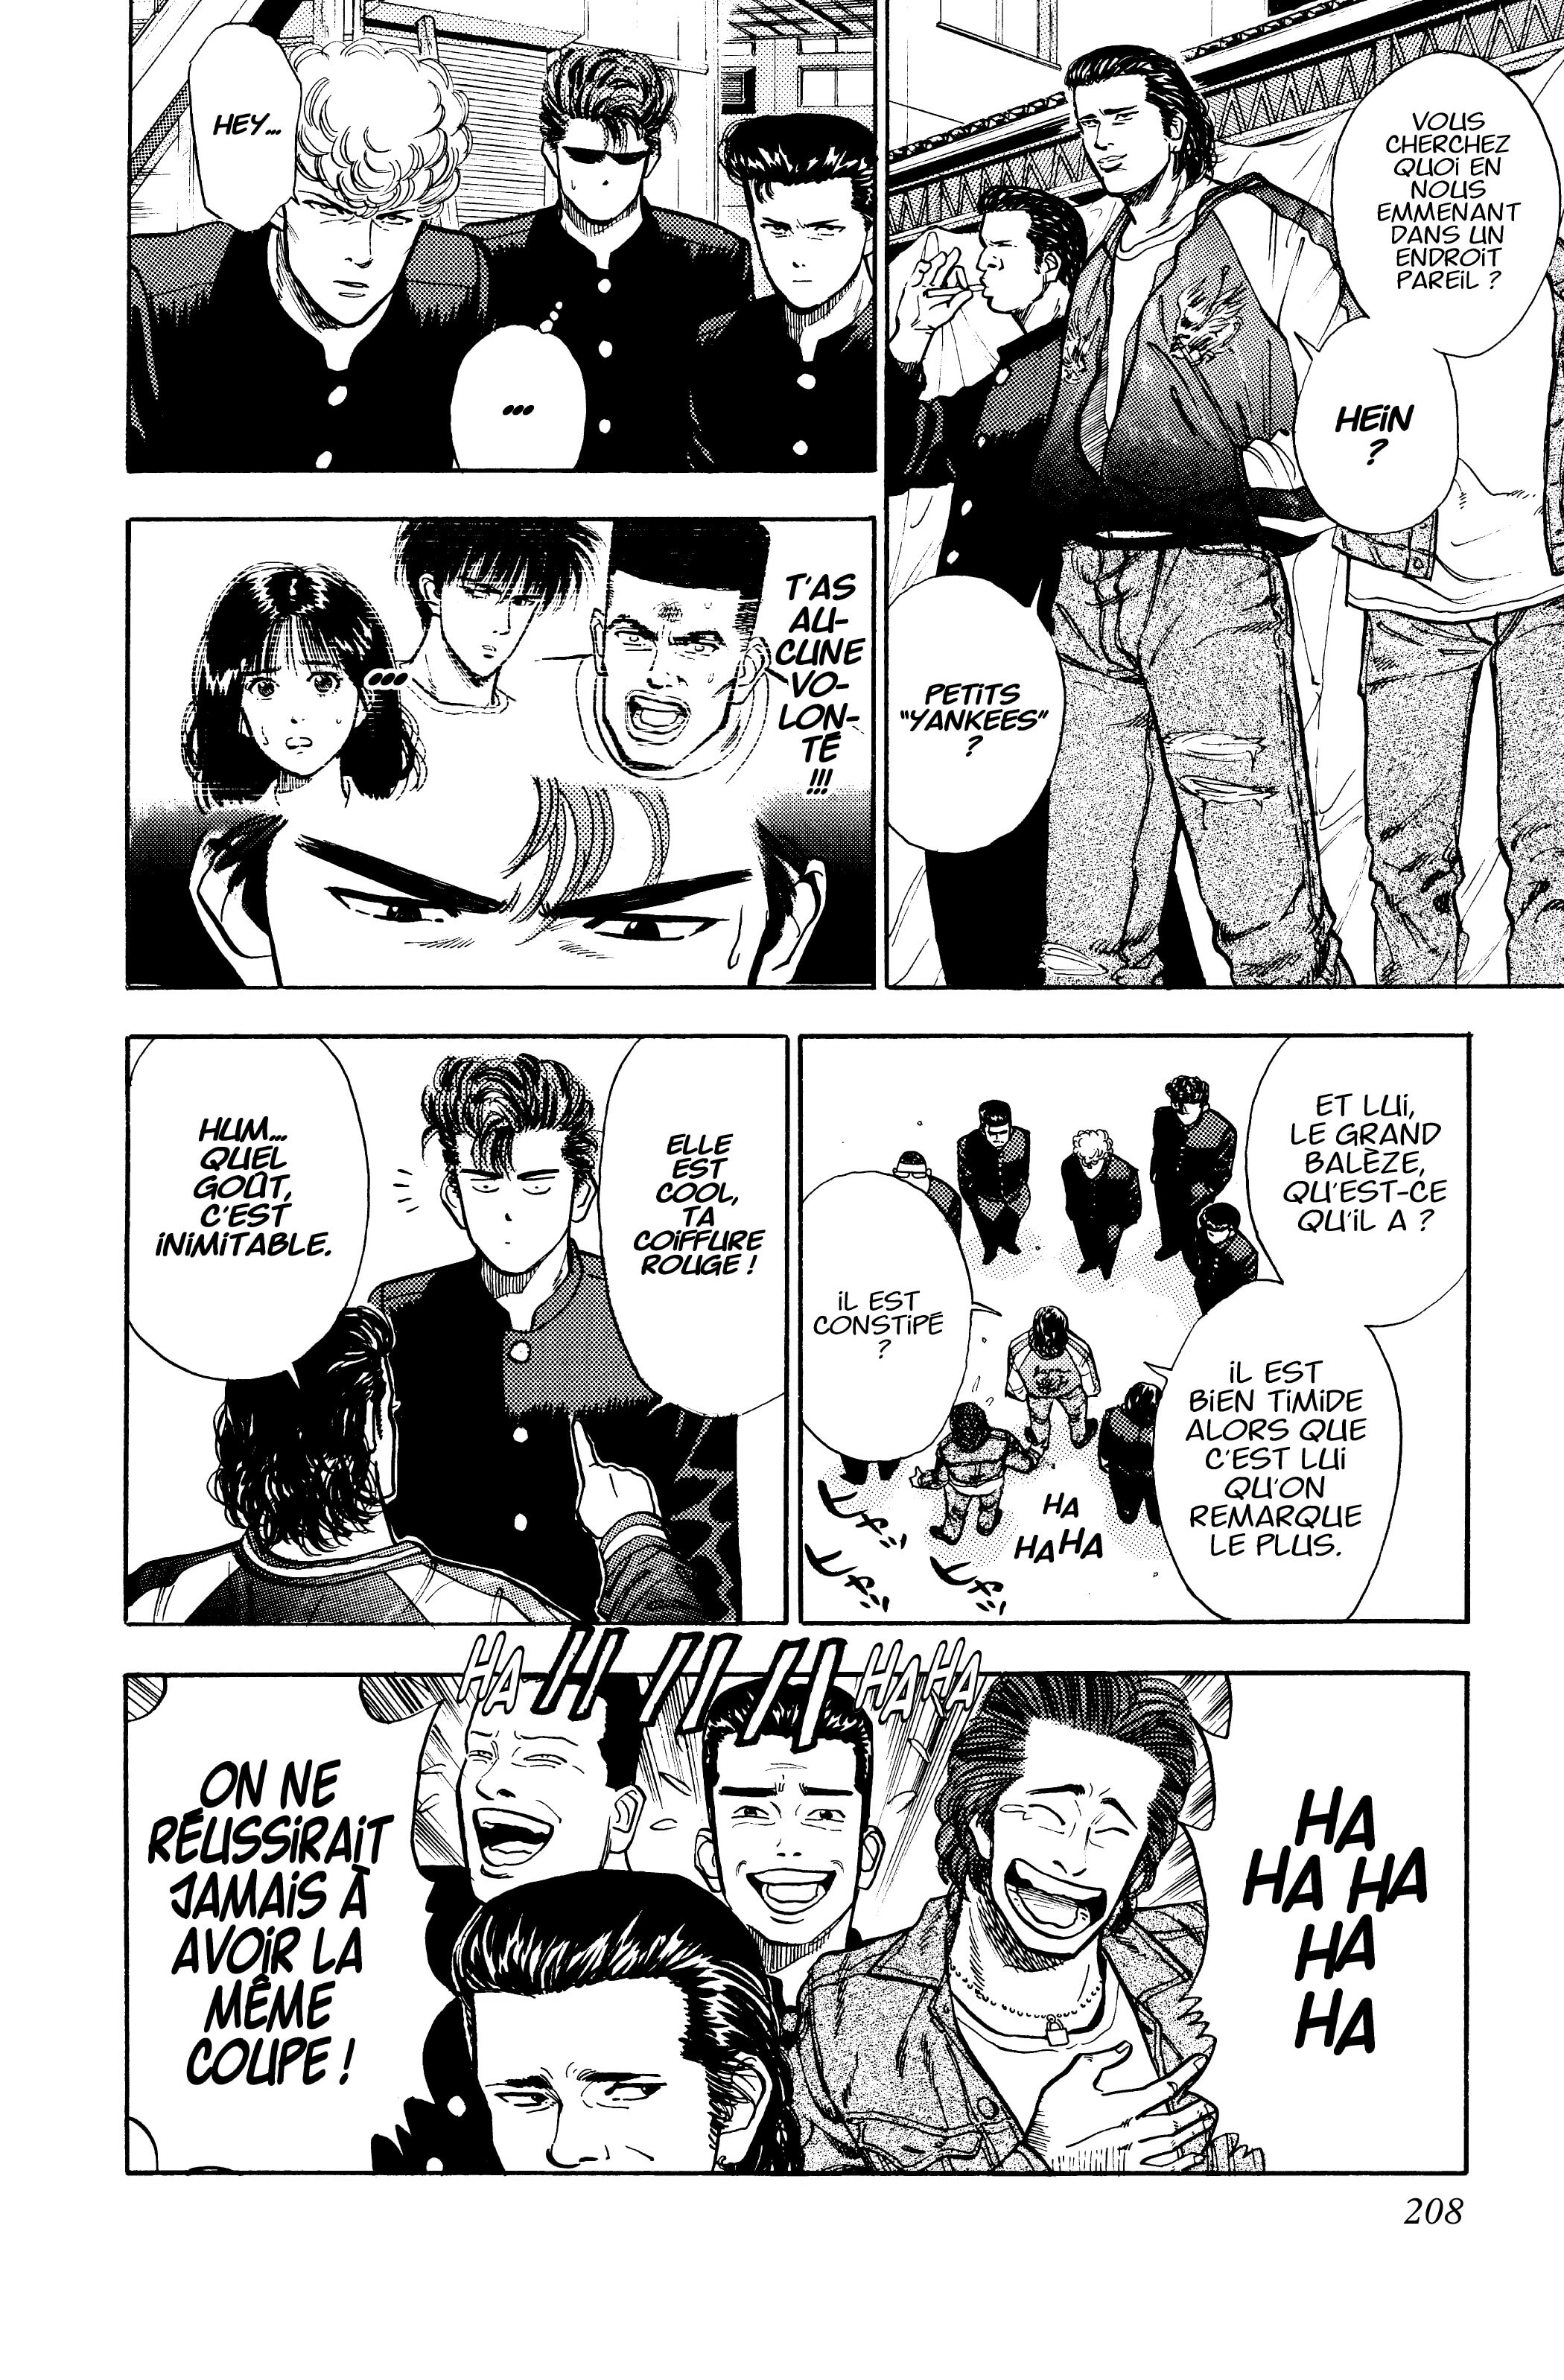 VOUS
CHERCHEZ
QUOI EN
NOUS
EMMENANT
DANS UN
ENDROIT
PAREIL ?
HEIN
?
PETITS
"YANKEES"
?
HEY...
...
T'AS
AU-
CUNE
VO-
LON-
TÉ
!!!
...
ET LUI,
LE GRAND
BALÈZE,
QU'EST-CE
QU'IL A ?
IL EST
BIEN TIMIDE
ALORS QUE
C'EST LUI
QU'ON
REMARQUE
LE PLUS.
IL EST
CONSTIPÉ
?
HA
HA HA
ELLE
EST
COOL,
TA
COIFFURE
ROUGE !
HUM...
QUEL
GOÛT,
C'EST
INIMITABLE.
HA ハハハハ HA HA
HA
HA HA
HA
HA
ON NE
RÉUSSIRAIT
JAMAIS À
AVOIR LA
MÊME
COUPE !
208